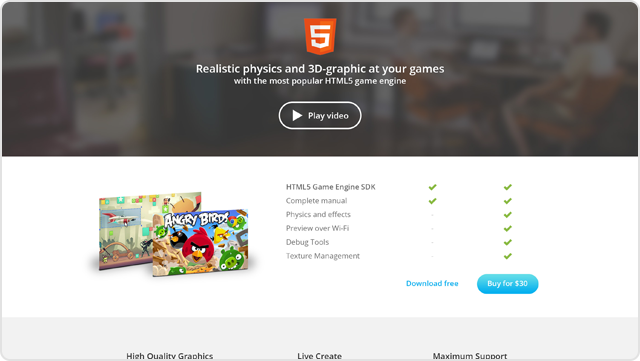 5
Realistic physics and 3D-graphic at your games
with the most popular HTML5 game engine
Play video
HTML5 Game Engine SDK
Complete manual
Physics and effects
Preview over Wi-Fi
Debug Tools
Texture Management
ANGRY BIRDS
Download free
Buy for $30
High Quality Graphics
Live Create
Maximum Support